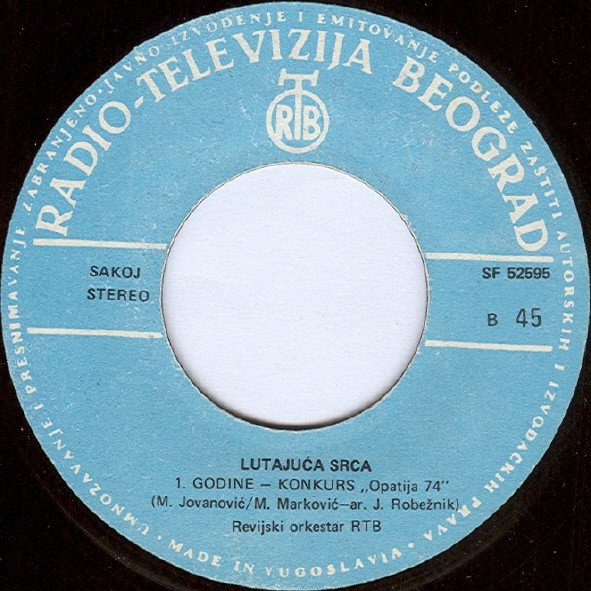 UMNOŽAVANJE I PRESNIMAVANJE ZABRANJENO. JAVNO IZVOĐENJE I EMITOVANJE PODLEŽE ZAŠTITI AUTORSKIH I IZVOĐAČKIH PRAVA
RADIO-TELEVIZIJA BEOGRAD
RTB
SAKOJ
STEREO
SF 52595
B 45
LUTAJUĆA SRCA
1. GODINE – KONKURS „Opatija 74"
(M. Jovanović/M. Marković–ar. J. Robežnik)
Revijski orkestar RTB
• MADE IN YUGOSLAVIA •